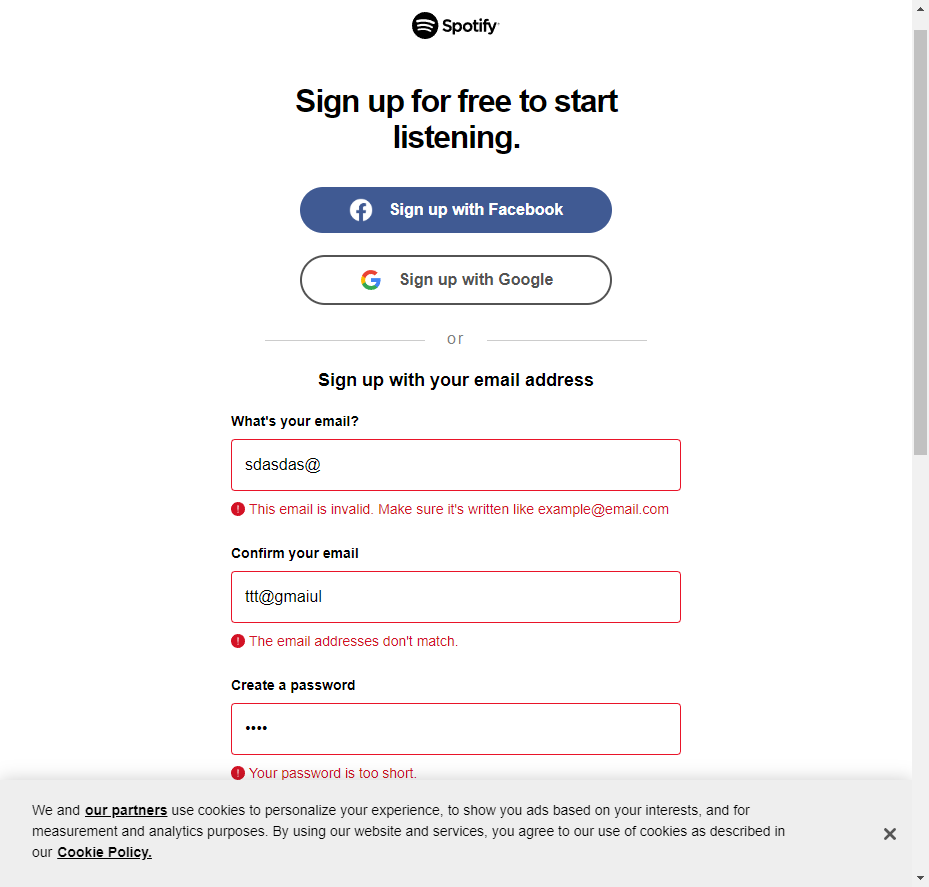 Spotify
Sign up for free to start
listening.
Sign up with Facebook
Sign up with Google
or
Sign up with your email address
What's your email?
sdasdas@
This email is invalid. Make sure it's written like example@email.com
Confirm your email
ttt@gmaiul
The email addresses don't match.
Create a password
••••
Your password is too short.
We and our partners use cookies to personalize your experience, to show you ads based on your interests, and for
measurement and analytics purposes. By using our website and services, you agree to our use of cookies as described in
our Cookie Policy.